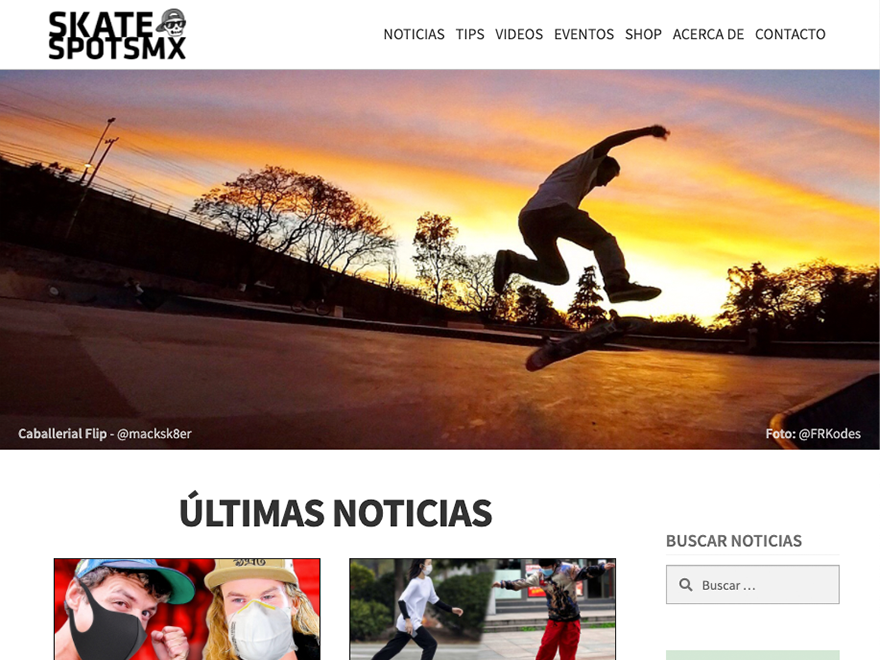 SKATE
SPOTSMX
NOTICIAS TIPS VIDEOS EVENTOS SHOP ACERCA DE CONTACTO
Caballerial Flip - @macksk8er
Foto: @FRKodes
ÚLTIMAS NOTICIAS
BUSCAR NOTICIAS
Buscar …